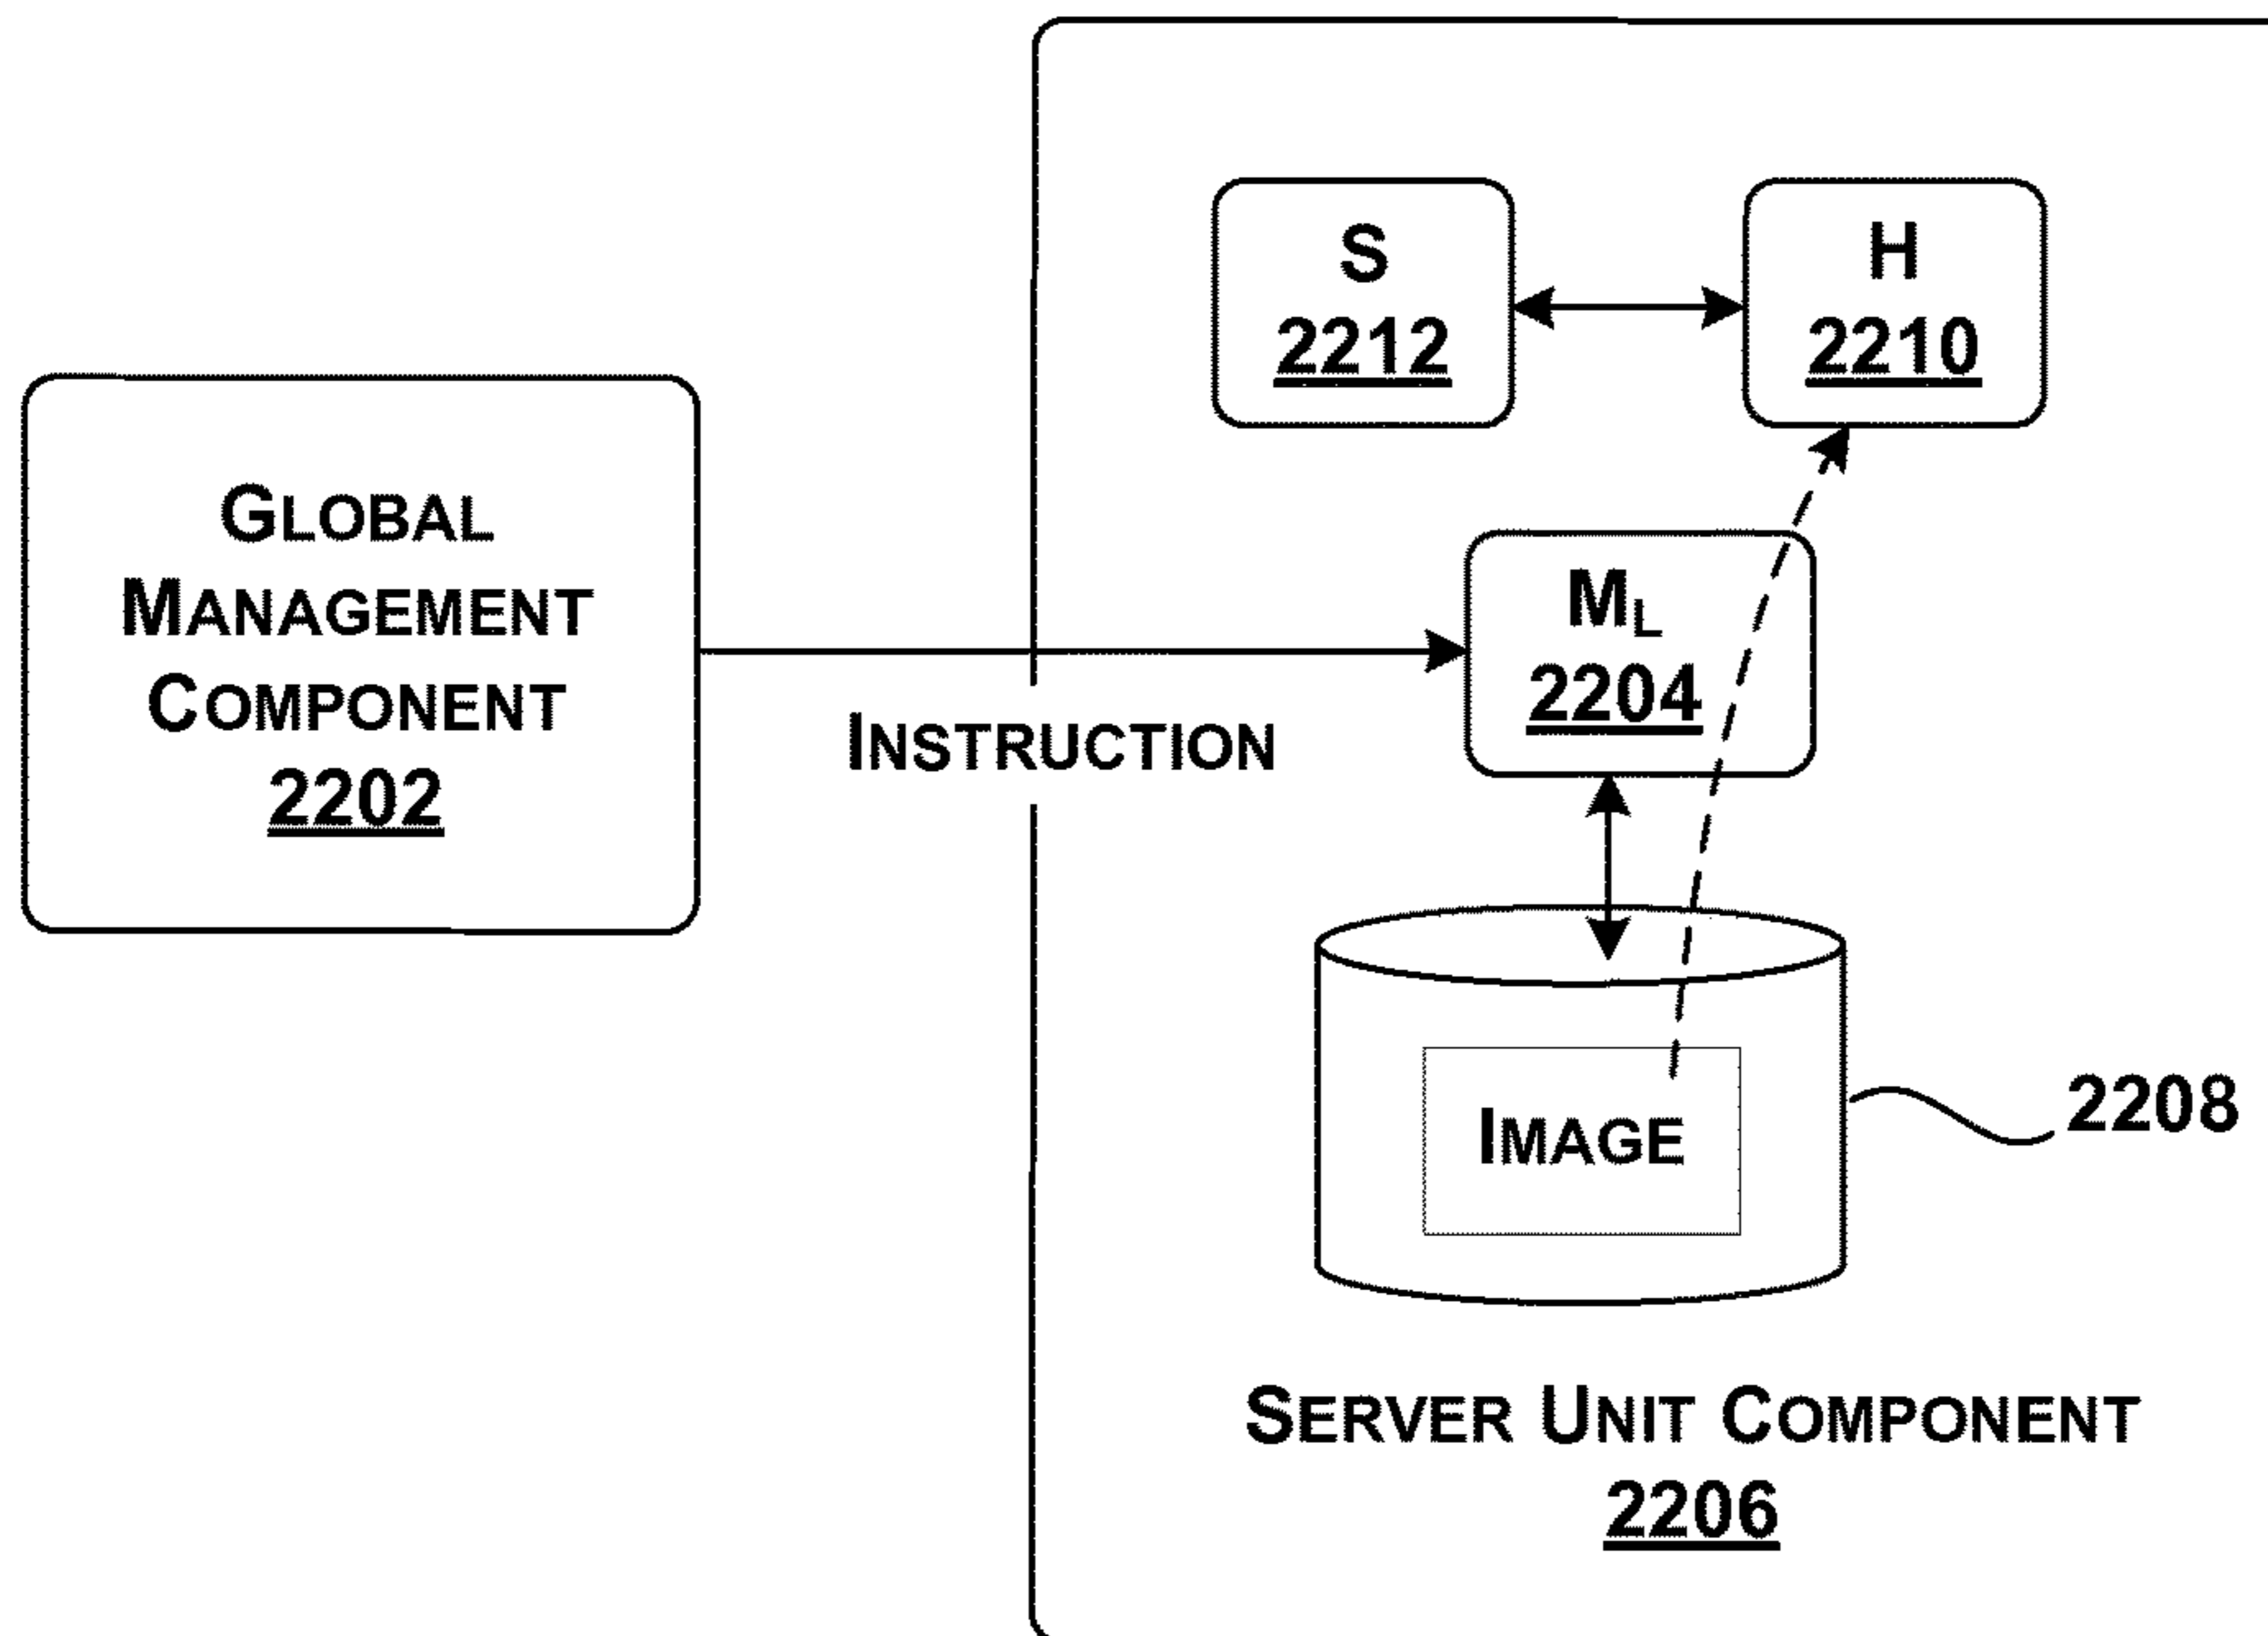 S
2212
H
2210
GLOBAL
MANAGEMENT
COMPONENT
2202
ML
2204
INSTRUCTION
IMAGE
2208
SERVER UNIT COMPONENT
2206